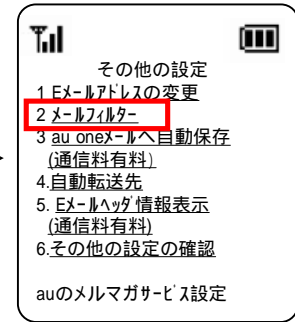 その他の設定
1 Eﾒｰﾙｱﾄﾞﾚｽの変更
2 ﾒｰﾙﾌｨﾙﾀｰ
3 au oneﾒｰﾙへ自動保存
(通信料有料)
4.自動転送先
5. Eﾒｰﾙﾍｯﾀﾞ情報表示
(通信料有料)
6.その他の設定の確認
auのメルマガサービス設定